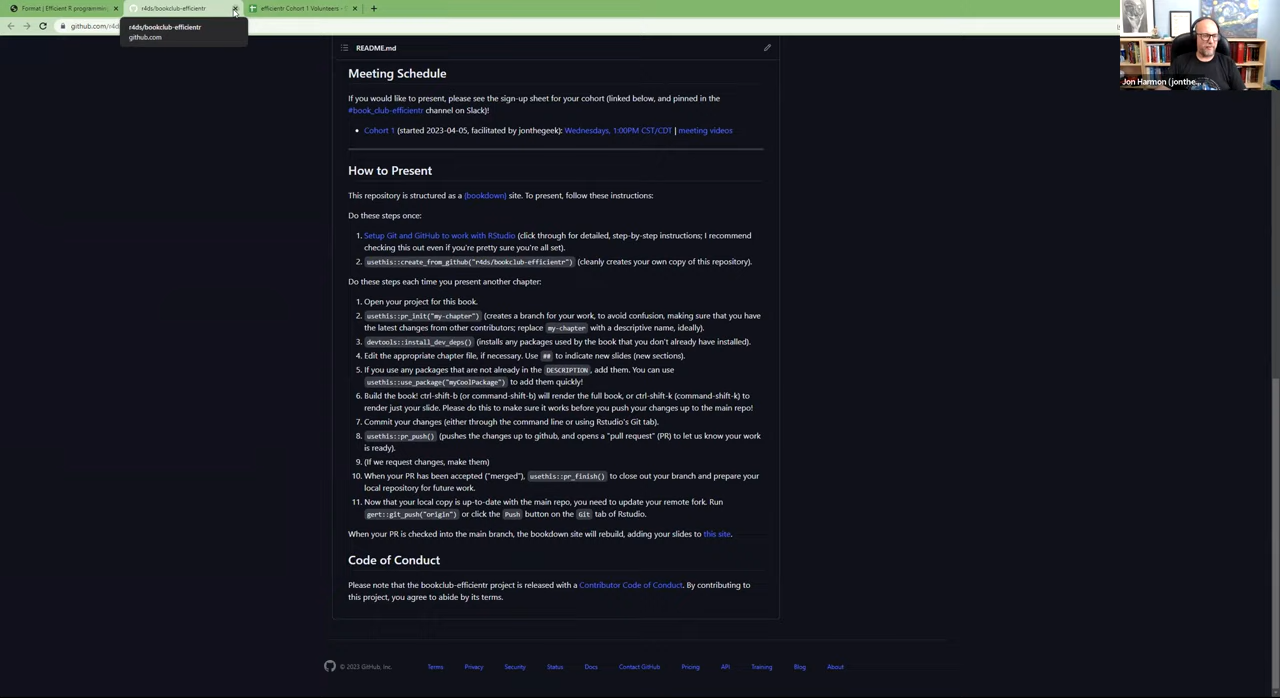 Format | Efficient R programming
r4ds/bookclub-efficientr
efficientr Cohort 1 Volunteers -
github.com/r4d
r4ds/bookclub-efficientr
github.com
Jon Harmon (jonthe...
README.md
Meeting Schedule
If you would like to present, please see the sign-up sheet for your cohort (linked below, and pinned in the
#book_club-efficientr channel on Slack)!
• Cohort 1 (started 2023-04-05, facilitated by jonthegeek): Wednesdays, 1:00PM CST/CDT | meeting videos
How to Present
This repository is structured as a {bookdown} site. To present, follow these instructions:
Do these steps once:
1. Setup Git and GitHub to work with RStudio (click through for detailed, step-by-step instructions; I recommend
checking this out even if you're pretty sure you're all set).
2. usethis::create_from_github("r4ds/bookclub-efficientr") (cleanly creates your own copy of this repository).
Do these steps each time you present another chapter:
1. Open your project for this book.
2. usethis::pr_init("my-chapter") (creates a branch for your work, to avoid confusion, making sure that you have
the latest changes from other contributors; replace my-chapter with a descriptive name, ideally).
3. devtools::install_dev_deps() (installs any packages used by the book that you don't already have installed).
4. Edit the appropriate chapter file, if necessary. Use ## to indicate new slides (new sections).
5. If you use any packages that are not already in the DESCRIPTION, add them. You can use
usethis::use_package("myCoolPackage") to add them quickly!
6. Build the book! ctrl-shift-b (or command-shift-b) will render the full book, or ctrl-shift-k (command-shift-k) to
render just your slide. Please do this to make sure it works before you push your changes up to the main repo!
7. Commit your changes (either through the command line or using Rstudio's Git tab).
8. usethis::pr_push() (pushes the changes up to github, and opens a "pull request" (PR) to let us know your work
is ready).
9. (If we request changes, make them)
10. When your PR has been accepted ("merged"), usethis::pr_finish() to close out your branch and prepare your
local repository for future work.
11. Now that your local copy is up-to-date with the main repo, you need to update your remote fork. Run
gert::git_push("origin") or click the Push button on the Git tab of Rstudio.
When your PR is checked into the main branch, the bookdown site will rebuild, adding your slides to this site.
Code of Conduct
Please note that the bookclub-efficientr project is released with a Contributor Code of Conduct. By contributing to
this project, you agree to abide by its terms.
© 2023 GitHub, Inc.
Terms
Privacy
Security
Status
Docs
Contact GitHub
Pricing
API
Training
Blog
About